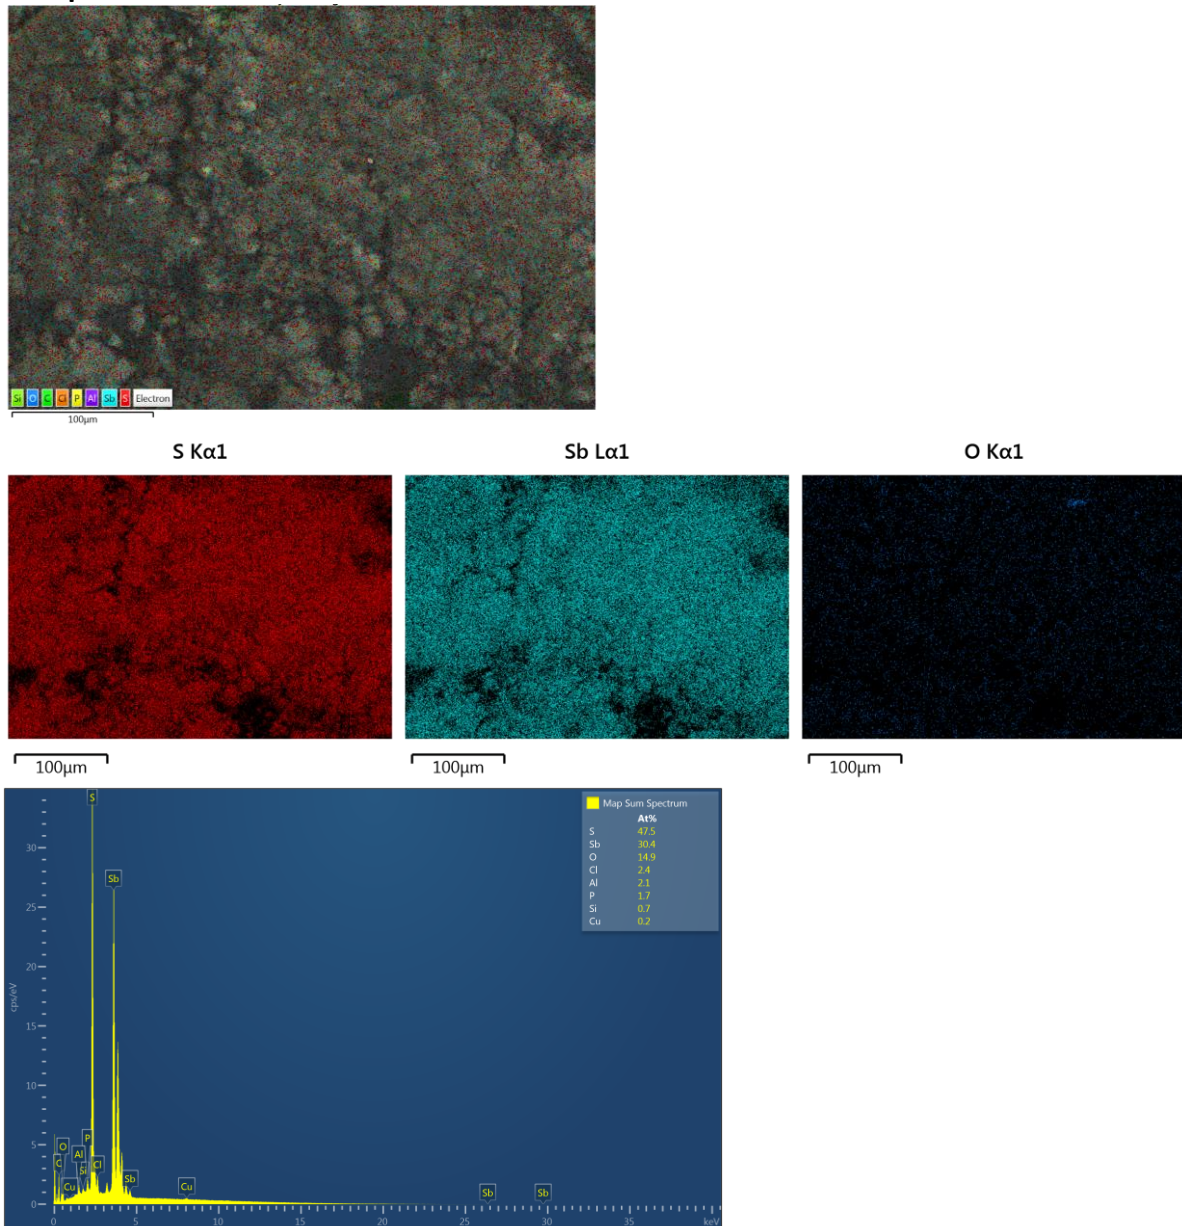 Si O C Cl P Al Sb S Electron
100µm
S Kα1 Sb Lα1 O Kα1
100µm 100µm 100µm
Map Sum Spectrum
At%
S 47.5
Sb 30.4
O 14.9
Cl 2.4
Al 2.1
P 1.7
Si 0.7
Cu 0.2
S
30
Sb
25
cps/eV
20
15
10
5
P
O
Al
C
Si
Cl
Cu
Sb
Cu
Sb
Sb
0
0 5 10 15 20 25 30 35 keV